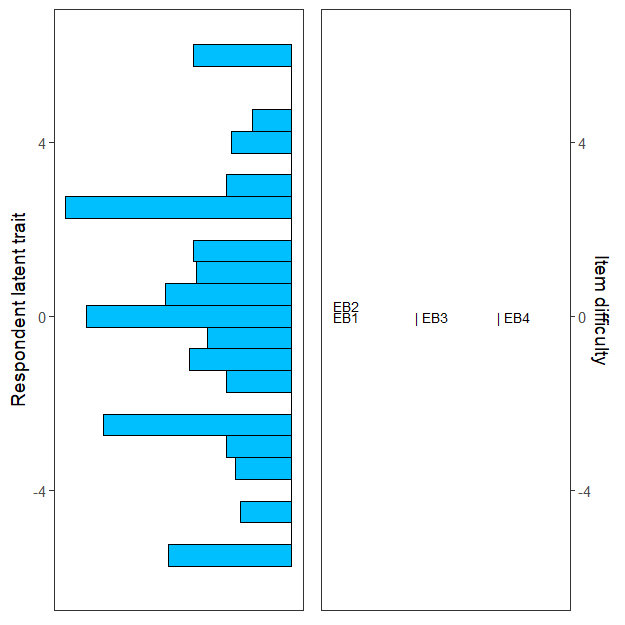 Respondent latent trait
4
0
-4
EB2
EB1
| EB3
| EB4
4
0
-4
Item difficulty